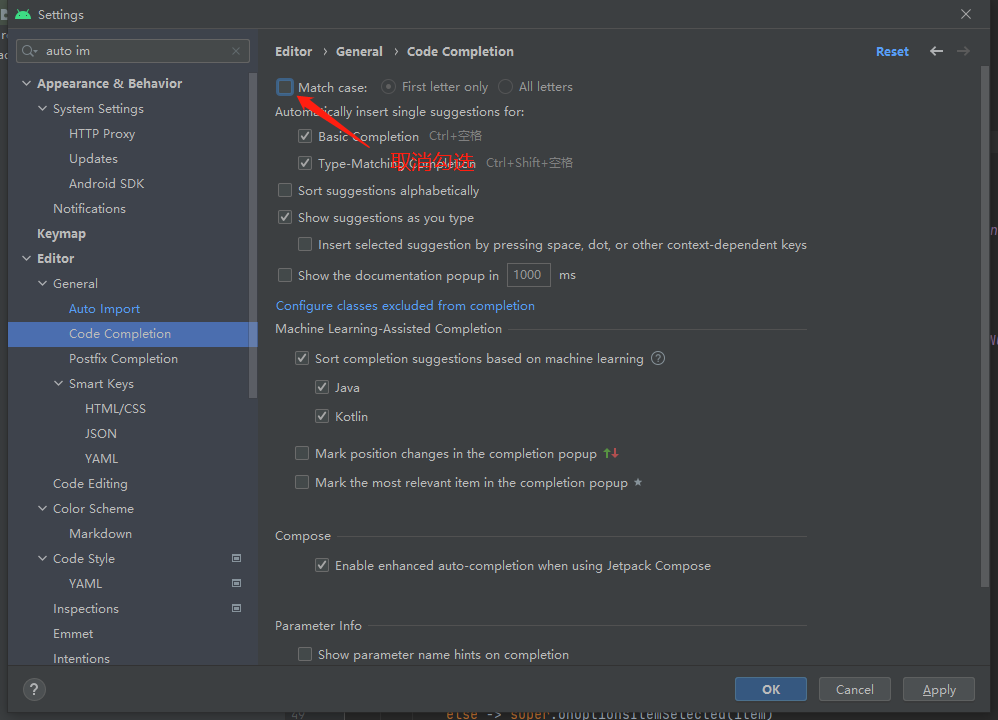 Settings
auto im
Editor › General › Code Completion
Reset
Appearance & Behavior
System Settings
HTTP Proxy
Updates
Android SDK
Notifications
Keymap
Editor
General
Auto Import
Code Completion
Postfix Completion
Smart Keys
HTML/CSS
JSON
YAML
Code Editing
Color Scheme
Markdown
Code Style
YAML
Inspections
Emmet
Intentions
Match case: First letter only All letters
Automatically insert single suggestions for:
Basic Completion Ctrl+空格
取消勾选
Type-Matching Completion Ctrl+Shift+空格
Sort suggestions alphabetically
Show suggestions as you type
Insert selected suggestion by pressing space, dot, or other context-dependent keys
Show the documentation popup in 1000 ms
Configure classes excluded from completion
Machine Learning-Assisted Completion
Sort completion suggestions based on machine learning ?
Java
Kotlin
Mark position changes in the completion popup ↑↓
Mark the most relevant item in the completion popup ★
Compose
Enable enhanced auto-completion when using Jetpack Compose
Parameter Info
Show parameter name hints on completion
?
OK Cancel Apply
49 else -> super.onOptionsItemSelected(item)